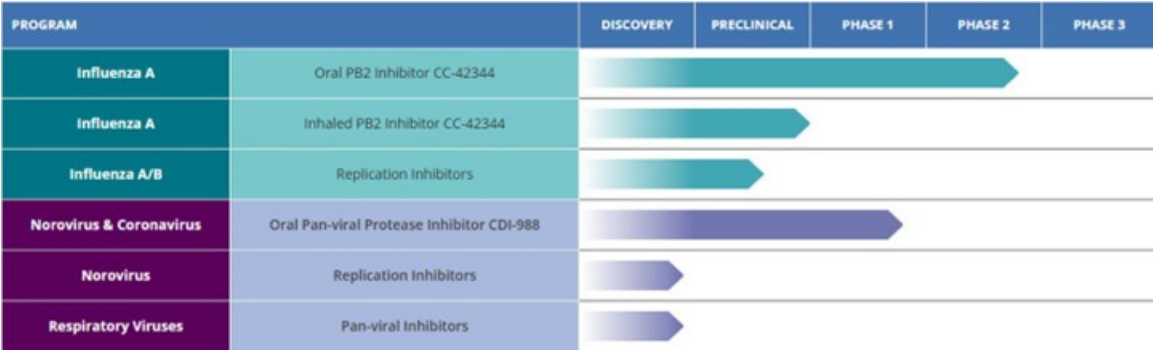 PROGRAM DISCOVERY PRECLINICAL PHASE 1 PHASE 2 PHASE 3
Influenza A Oral PB2 Inhibitor CC-42344
Influenza A Inhaled PB2 Inhibitor CC-42344
Influenza A/B Replication Inhibitors
Norovirus & Coronavirus Oral Pan-viral Protease Inhibitor CDI-988
Norovirus Replication Inhibitors
Respiratory Viruses Pan-viral Inhibitors